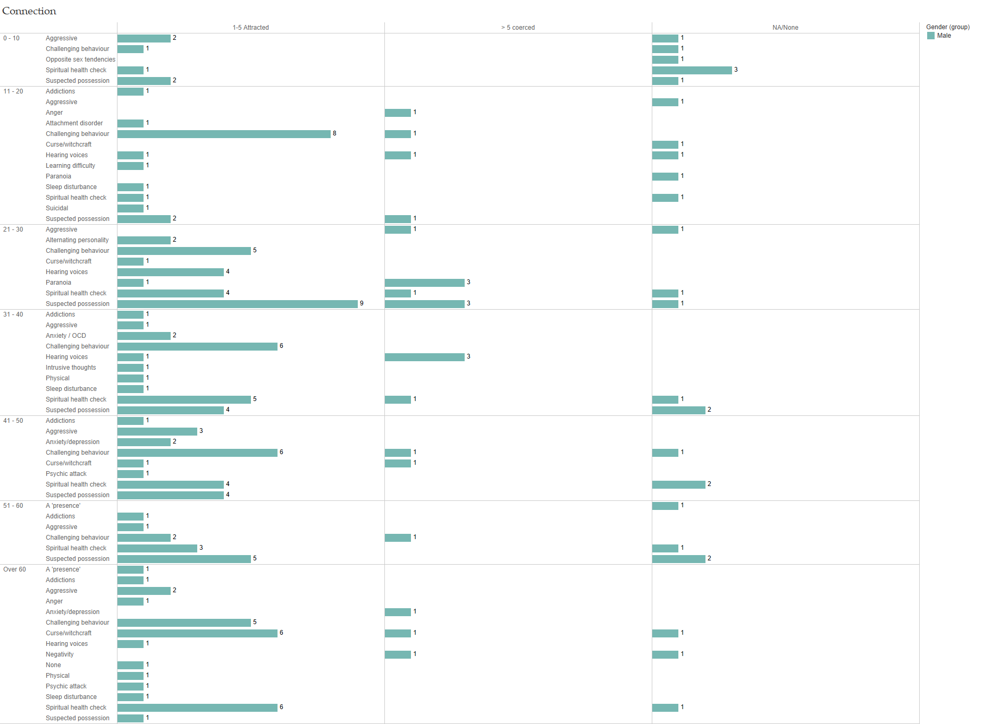 Connection
1-5 Attracted > 5 coerced NA/None Gender (group)
Male
0 - 10 Aggressive 2 1
Challenging behaviour 1 1
Opposite sex tendencies 1
Spiritual health check 1 3
Suspected possession 2 1
11 - 20 Addictions 1
Aggressive 1
Anger 1
Attachment disorder 1
Challenging behaviour 8 1
Curse/witchcraft 1
Hearing voices 1 1 1
Learning difficulty 1
Paranoia 1
Sleep disturbance 1
Spiritual health check 1 1
Suicidal 1
Suspected possession 2 1
21 - 30 Aggressive 1 1
Alternating personality 2
Challenging behaviour 5
Curse/witchcraft 1
Hearing voices 4
Paranoia 1 3
Spiritual health check 4 1 1
Suspected possession 9 3 1
31 - 40 Addictions 1
Aggressive 1
Anxiety / OCD 2
Challenging behaviour 6
Hearing voices 1 3
Intrusive thoughts 1
Physical 1
Sleep disturbance 1
Spiritual health check 5 1 1
Suspected possession 4 2
41 - 50 Addictions 1
Aggressive 3
Anxiety/depression 2
Challenging behaviour 6 1 1
Curse/witchcraft 1 1
Psychic attack 1
Spiritual health check 4 2
Suspected possession 4
51 - 60 A 'presence' 1
Addictions 1
Aggressive 1
Challenging behaviour 2 1
Spiritual health check 3 1
Suspected possession 5 2
Over 60 A 'presence' 1
Addictions 1
Aggressive 2
Anger 1
Anxiety/depression 1
Challenging behaviour 5
Curse/witchcraft 6 1 1
Hearing voices 1
Negativity 1 1
None 1
Physical 1
Psychic attack 1
Sleep disturbance 1
Spiritual health check 6 1
Suspected possession 1